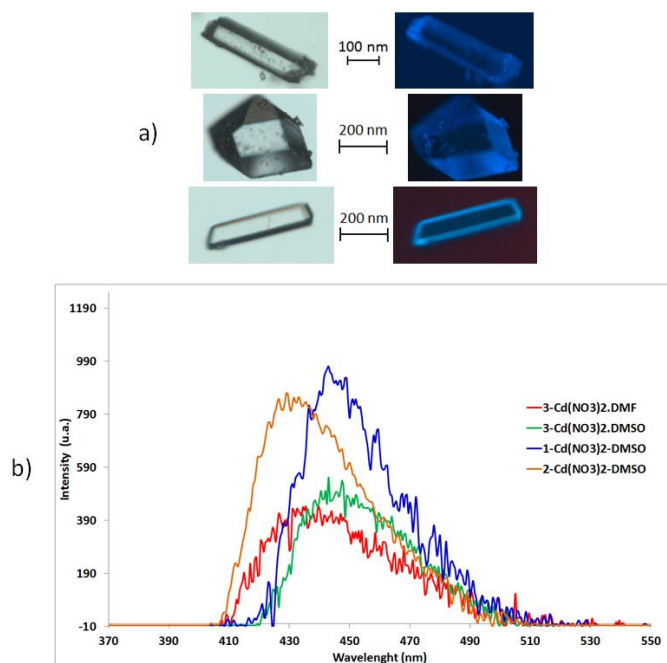 100 nm
a)
200 nm
200 nm
b)
Intensity (u.a.)
1190
990
790
590
390
190
-10
370 390 410 430 450 470 490 510 530 550
Wavelenght (nm)
3-Cd(NO3)2.DMF
3-Cd(NO3)2.DMSO
1-Cd(NO3)2-DMSO
2-Cd(NO3)2-DMSO